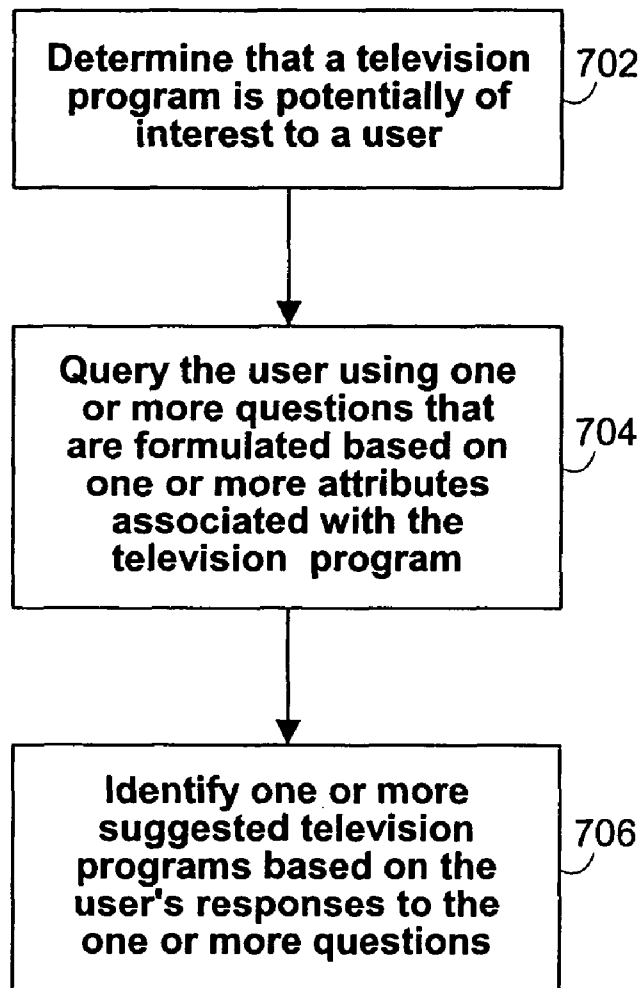 Determine that a television
program is potentially of
interest to a user
702
Query the user using one
or more questions that
are formulated based on
one or more attributes
associated with the
television program
704
Identify one or more
suggested television
programs based on the
user's responses to the
one or more questions
706